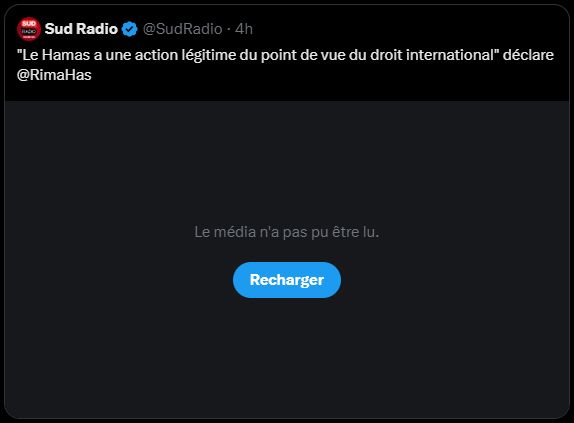 SUD
RADIO
Sud Radio @SudRadio · 4h
"Le Hamas a une action légitime du point de vue du droit international" déclare
@RimaHas
Le média n'a pas pu être lu.
Recharger